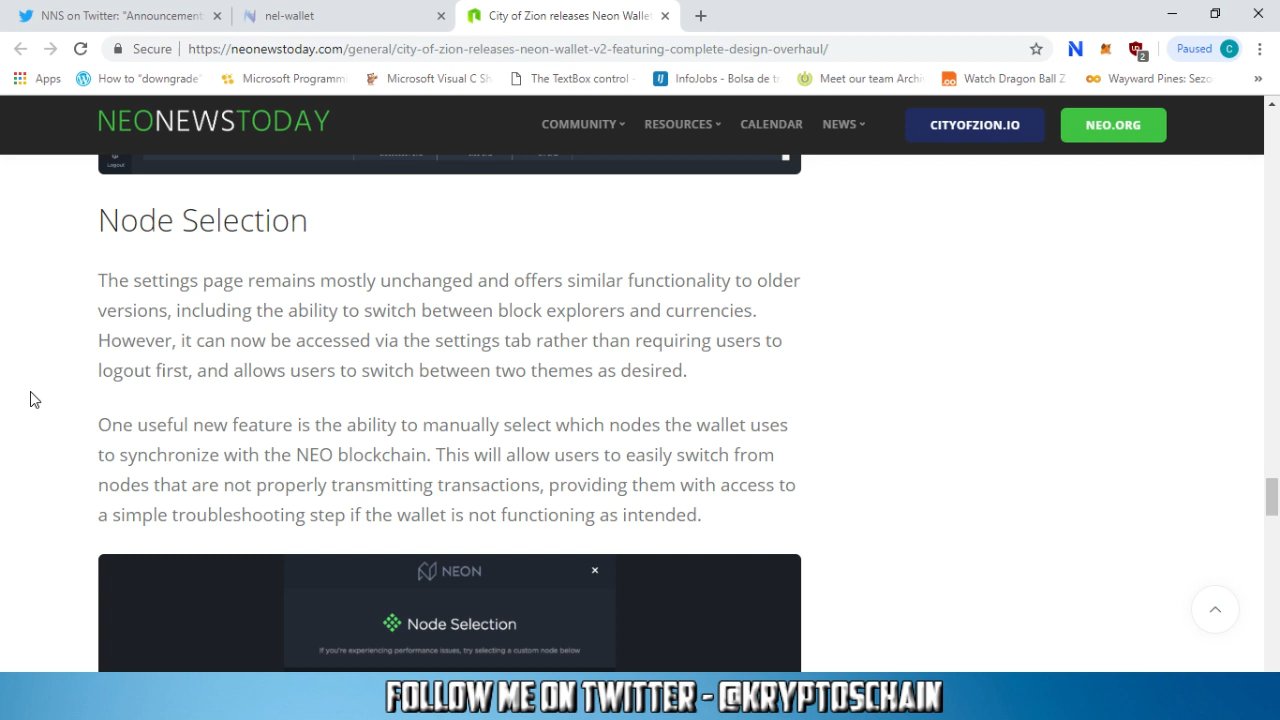 NNS on Twitter: "Announcement
nel-wallet
City of Zion releases Neon Walle
Secure
https://neonewstoday.com/general/city-of-zion-releases-neon-wallet-v2-featuring-complete-design-overhaul/
2
Paused
C
Apps
How to “downgrade”
Microsoft Programm
Microsoft Visual C Sh
The TextBox control -
InfoJobs - Bolsa de tr
Meet our team Archi
Watch Dragon Ball Z
Wayward Pines: Sezo
NEONEWSTODAY
COMMUNITY
RESOURCES
CALENDAR
NEWS
CITYOFZION.IO
NEO.ORG
Logout
Node Selection
The settings page remains mostly unchanged and offers similar functionality to older
versions, including the ability to switch between block explorers and currencies.
However, it can now be accessed via the settings tab rather than requiring users to
logout first, and allows users to switch between two themes as desired.
One useful new feature is the ability to manually select which nodes the wallet uses
to synchronize with the NEO blockchain. This will allow users to easily switch from
nodes that are not properly transmitting transactions, providing them with access to
a simple troubleshooting step if the wallet is not functioning as intended.
NEON
Node Selection
If you're experiencing performance issues, try selecting a custom node below
FOLLOW ME ON TWITTER - @KRYPTOSCHAIN